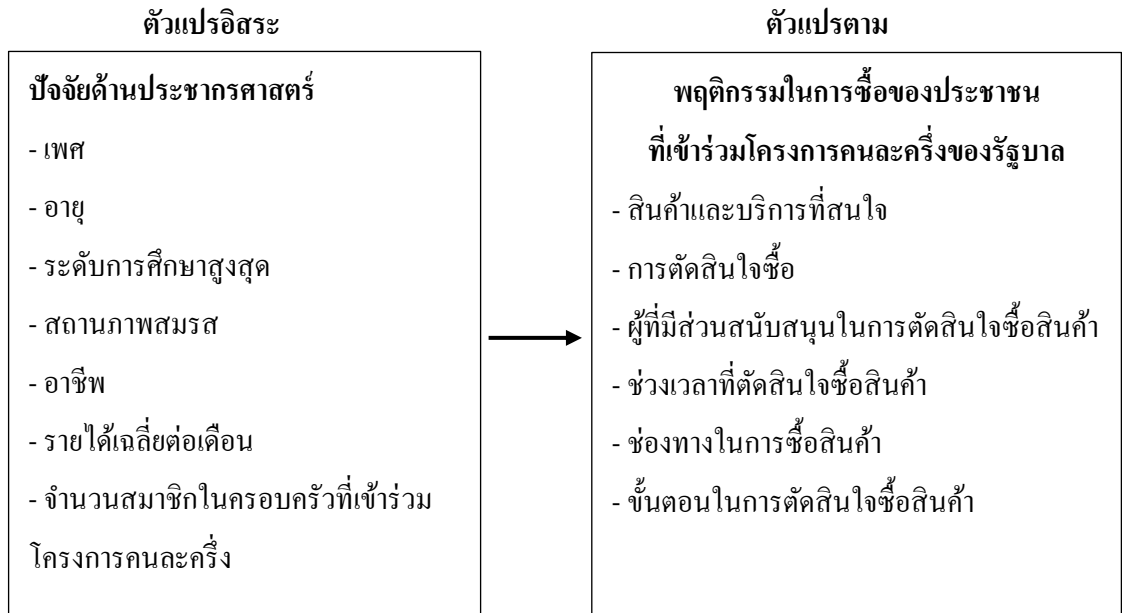 ตัวแปรอิสระ
ปัจจัยด้านประชากรศาสตร์
- เพศ
- อายุ
- ระดับการศึกษาสูงสุด
- สถานภาพสมรส
- อาชีพ
- รายได้เฉลี่ยต่อเดือน
- จำนวนสมาชิกในครอบครัวที่เข้าร่วม
โครงการคนละครึ่ง
ตัวแปรตาม
พฤติกรรมในการซื้อของประชาชน
ที่เข้าร่วมโครงการคนละครึ่งของรัฐบาล
- สินค้าและบริการที่สนใจ
- การตัดสินใจซื้อ
- ผู้ที่มีส่วนสนับสนุนในการตัดสินใจซื้อสินค้า
- ช่วงเวลาที่ตัดสินใจซื้อสินค้า
- ช่องทางในการซื้อสินค้า
- ขั้นตอนในการตัดสินใจซื้อสินค้า